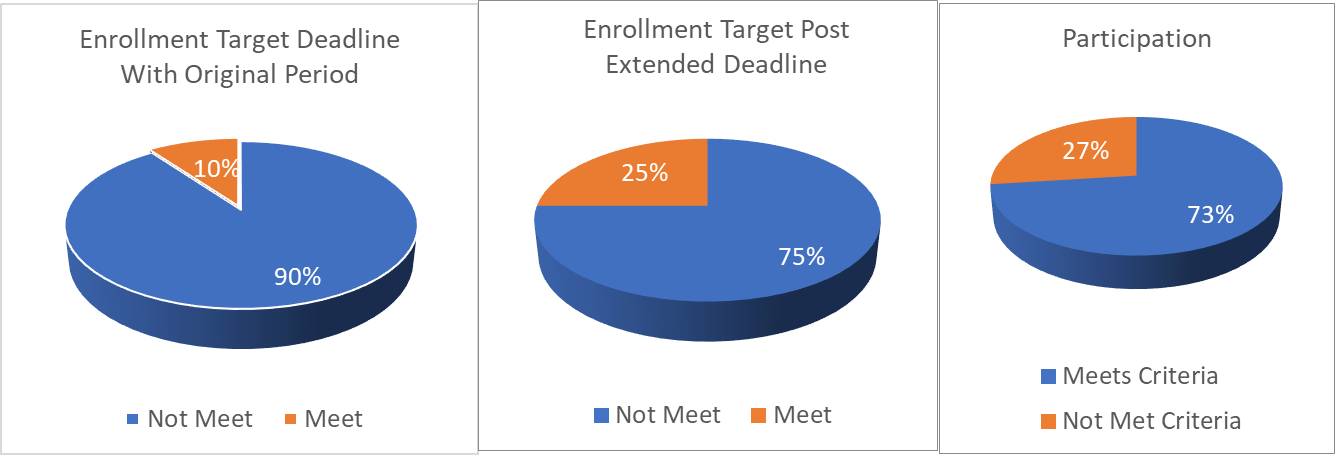 Enrollment Target Deadline
With Original Period
10%
90%
Not Meet
Meet
Enrollment Target Post
Extended Deadline
25%
75%
Not Meet
Meet
Participation
27%
73%
Meets Criteria
Not Met Criteria